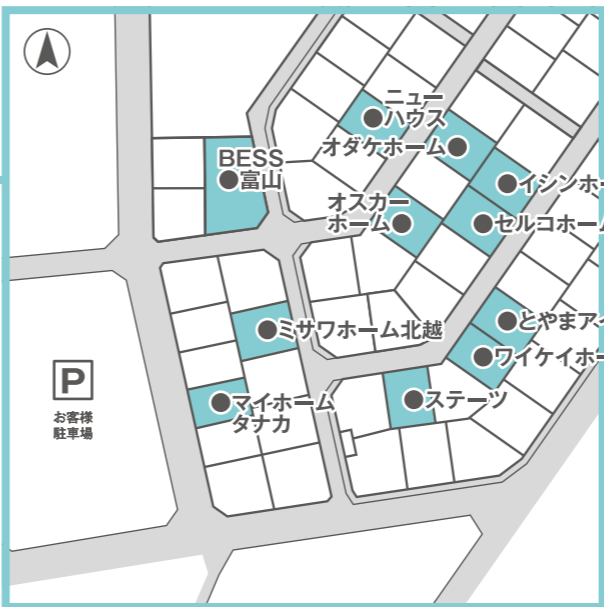 ニュー
ハウス
オダケホーム
BESS
富山
イシンホー
オスカー
ホーム
セルコホーム
とやまアイ
ミサワホーム北越
ワイケイホー
P
お客様
駐車場
マイホーム
タナカ
ステーツ